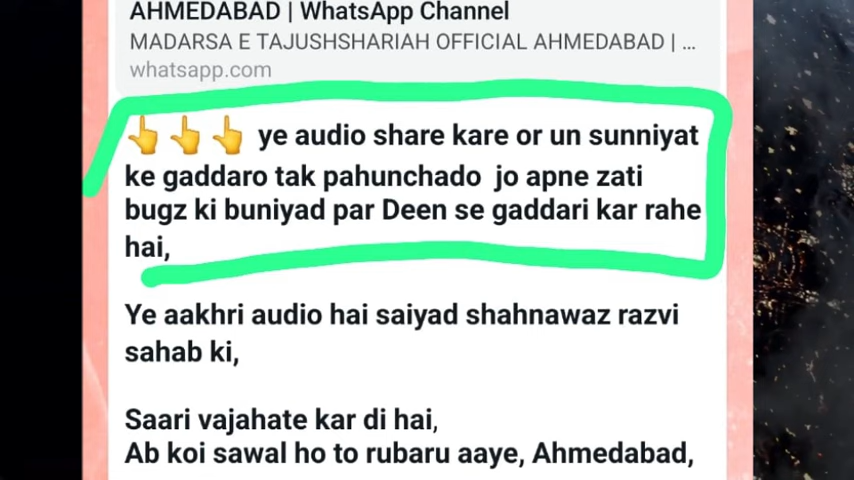 AHMEDABAD | WhatsApp Channel
MADARSA E TAJUSHSHARIAH OFFICIAL AHMEDABAD | ...
whatsapp.com
👆👆👆 ye audio share kare or un sunniyat
ke gaddaro tak pahunchado jo apne zati
bugz ki buniyad par Deen se gaddari kar rahe
hai,
Ye aakhri audio hai saiyad shahnawaz razvi
sahab ki,
Saari vajahate kar di hai,
Ab koi sawal ho to rubaru aaye, Ahmedabad,